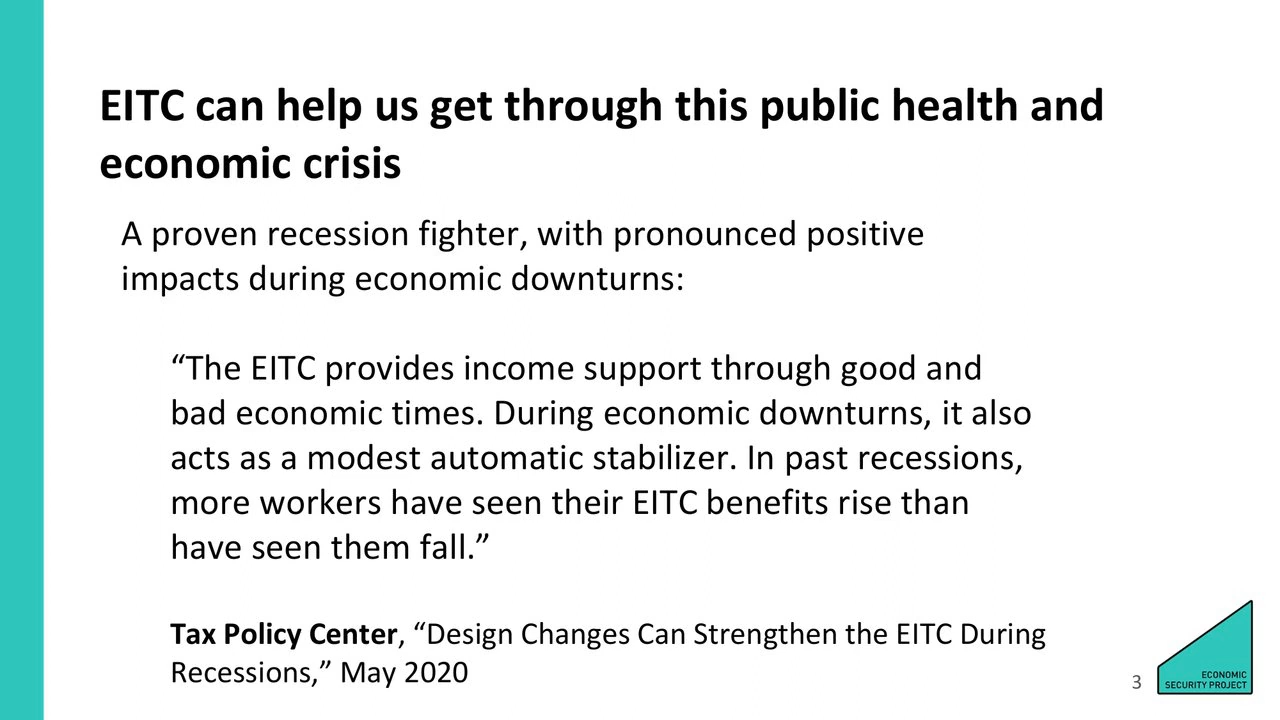 EITC can help us get through this public health and
economic crisis
A proven recession fighter, with pronounced positive
impacts during economic downturns:
“The EITC provides income support through good and
bad economic times. During economic downturns, it also
acts as a modest automatic stabilizer. In past recessions,
more workers have seen their EITC benefits rise than
have seen them fall.”
Tax Policy Center, “Design Changes Can Strengthen the EITC During
Recessions,” May 2020
3
ECONOMIC
SECURITY PROJECT